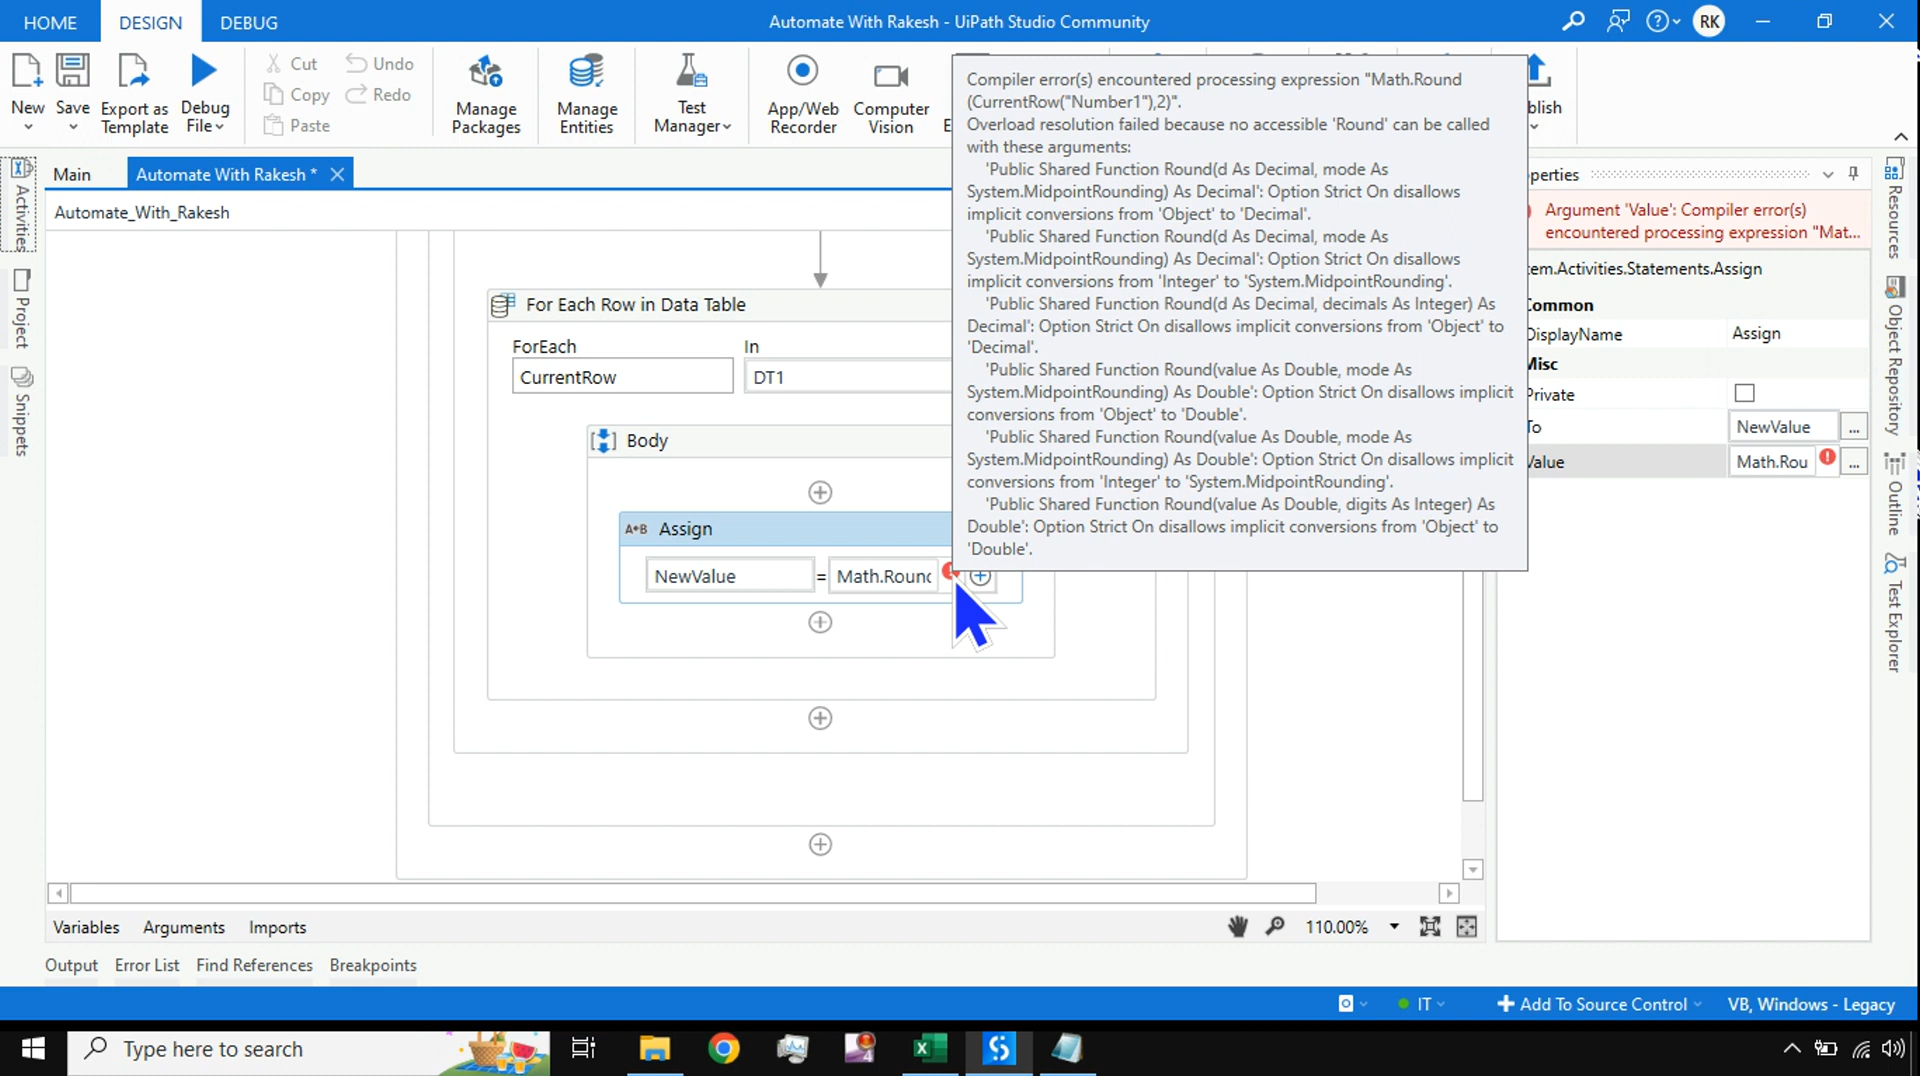 HOME
DESIGN
DEBUG
Automate With Rakesh - UiPath Studio Community
RK
New
Save
Export as
Template
Debug
File
Cut
Copy
Paste
Undo
Redo
Manage
Packages
Manage
Entities
Test
Manager
App/Web
Recorder
Computer
Vision
blish
Compiler error(s) encountered processing expression "Math.Round
(CurrentRow("Number1"),2)".
Overload resolution failed because no accessible 'Round' can be called
with these arguments:
'Public Shared Function Round(d As Decimal, mode As
System.MidpointRounding) As Decimal': Option Strict On disallows
implicit conversions from 'Object' to 'Decimal'.
'Public Shared Function Round(d As Decimal, mode As
System.MidpointRounding) As Decimal': Option Strict On disallows
implicit conversions from 'Integer' to 'System.MidpointRounding'.
'Public Shared Function Round(d As Decimal, decimals As Integer) As
Decimal': Option Strict On disallows implicit conversions from 'Object' to
'Decimal'.
'Public Shared Function Round(value As Double, mode As
System.MidpointRounding) As Double': Option Strict On disallows implicit
conversions from 'Object' to 'Double'.
'Public Shared Function Round(value As Double, mode As
System.MidpointRounding) As Double': Option Strict On disallows implicit
conversions from 'Integer' to 'System.MidpointRounding'.
'Public Shared Function Round(value As Double, digits As Integer) As
Double': Option Strict On disallows implicit conversions from 'Object' to
'Double'.
Main
Automate With Rakesh *
Automate_With_Rakesh
Activities
Project
Snippets
For Each Row in Data Table
ForEach
In
CurrentRow
DT1
Body
A+B Assign
NewValue
=
Math.Round
perties
Argument 'Value': Compiler error(s)
encountered processing expression "Mat...
tem.Activities.Statements.Assign
Common
DisplayName
Assign
Misc
Private
To
NewValue
...
Value
Math.Rou
...
Resources
Object Repository
Outline
Test Explorer
Variables
Arguments
Imports
110.00%
Output
Error List
Find References
Breakpoints
IT
Add To Source Control
VB, Windows - Legacy
Type here to search